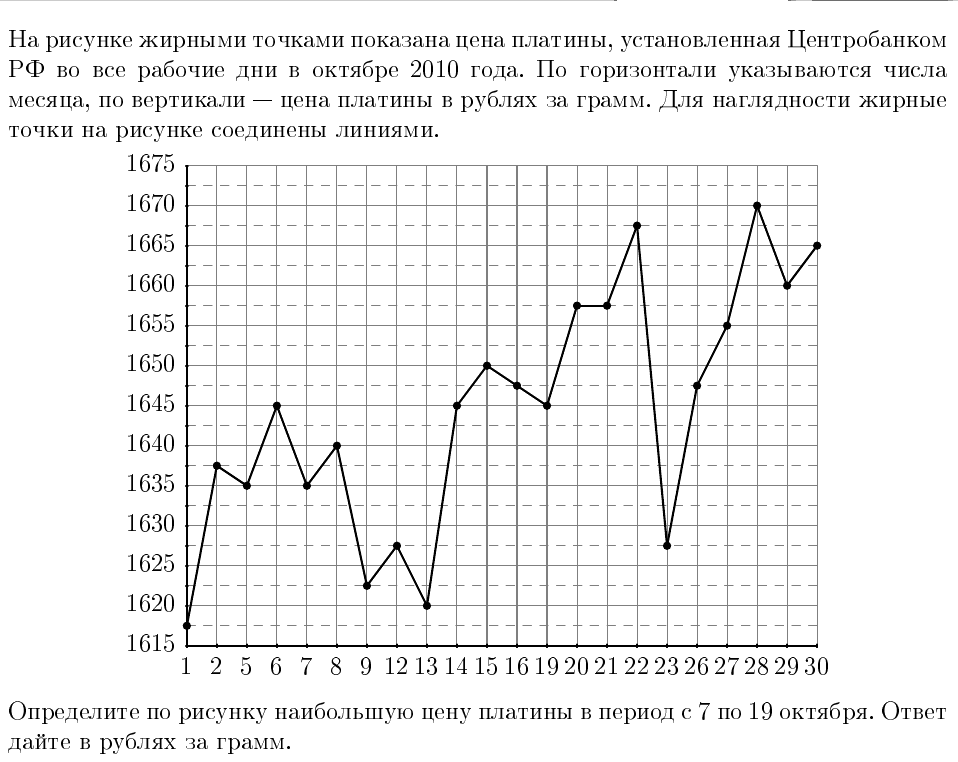 На рисунке жирными точками показана цена платины, установленная Центробанком
РФ во все рабочие дни в октябре 2010 года. По горизонтали указываются числа
месяца, по вертикали — цена платины в рублях за грамм. Для наглядности жирные
точки на рисунке соединены линиями.
1675
1670
1665
1660
1655
1650
1645
1640
1635
1630
1625
1620
1615
1 2 5 6 7 8 9 12 13 14 15 16 19 20 21 22 23 26 27 28 29 30
Определите по рисунку наибольшую цену платины в период с 7 по 19 октября. Ответ
дайте в рублях за грамм.